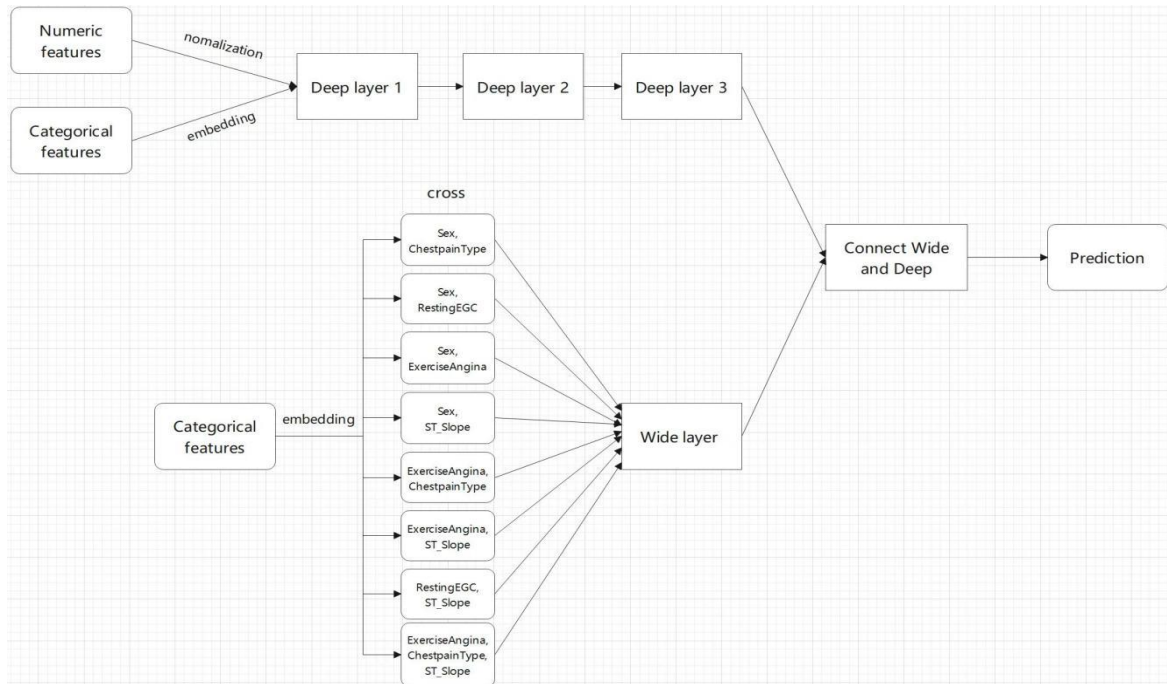 Numeric
features
nomalization
Deep layer 1
Deep layer 2
Deep layer 3
embedding
Categorical
features
cross
Sex,
ChestpainType
Sex,
RestingEGC
Sex,
ExerciseAngina
Sex,
ST_Slope
ExerciseAngina,
ChestpainType
ExerciseAngina,
ST_Slope
RestingEGC,
ST_Slope
ExerciseAngina,
ChestpainType,
ST_Slope
Categorical
features
embedding
Wide layer
Connect Wide
and Deep
Prediction